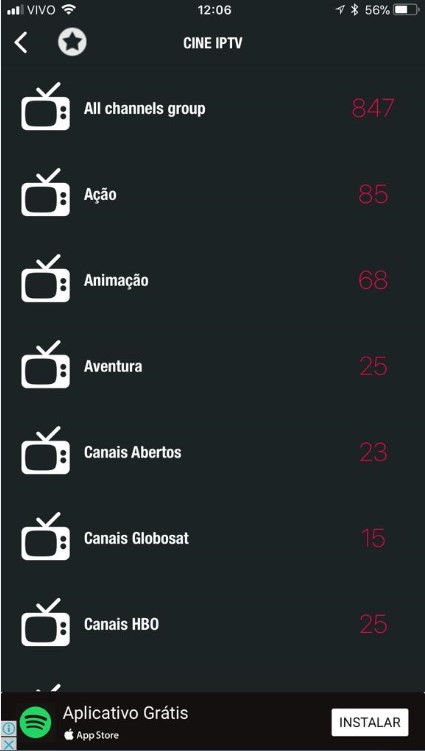 VIVO 12:06 56%
CINE IPTV
All channels group 847
Ação 85
Animação 68
Aventura 25
Canais Abertos 23
Canais Globosat 15
Canais HBO 25
Aplicativo Grátis
App Store
INSTALAR